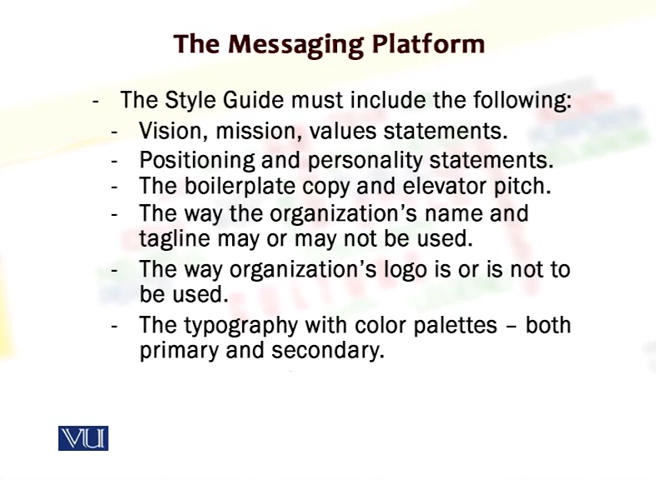 The Messaging Platform
- The Style Guide must include the following:
- Vision, mission, values statements.
- Positioning and personality statements.
- The boilerplate copy and elevator pitch.
- The way the organization's name and
tagline may or may not be used.
- The way organization's logo is or is not to
be used.
- The typography with color palettes – both
primary and secondary.
VU